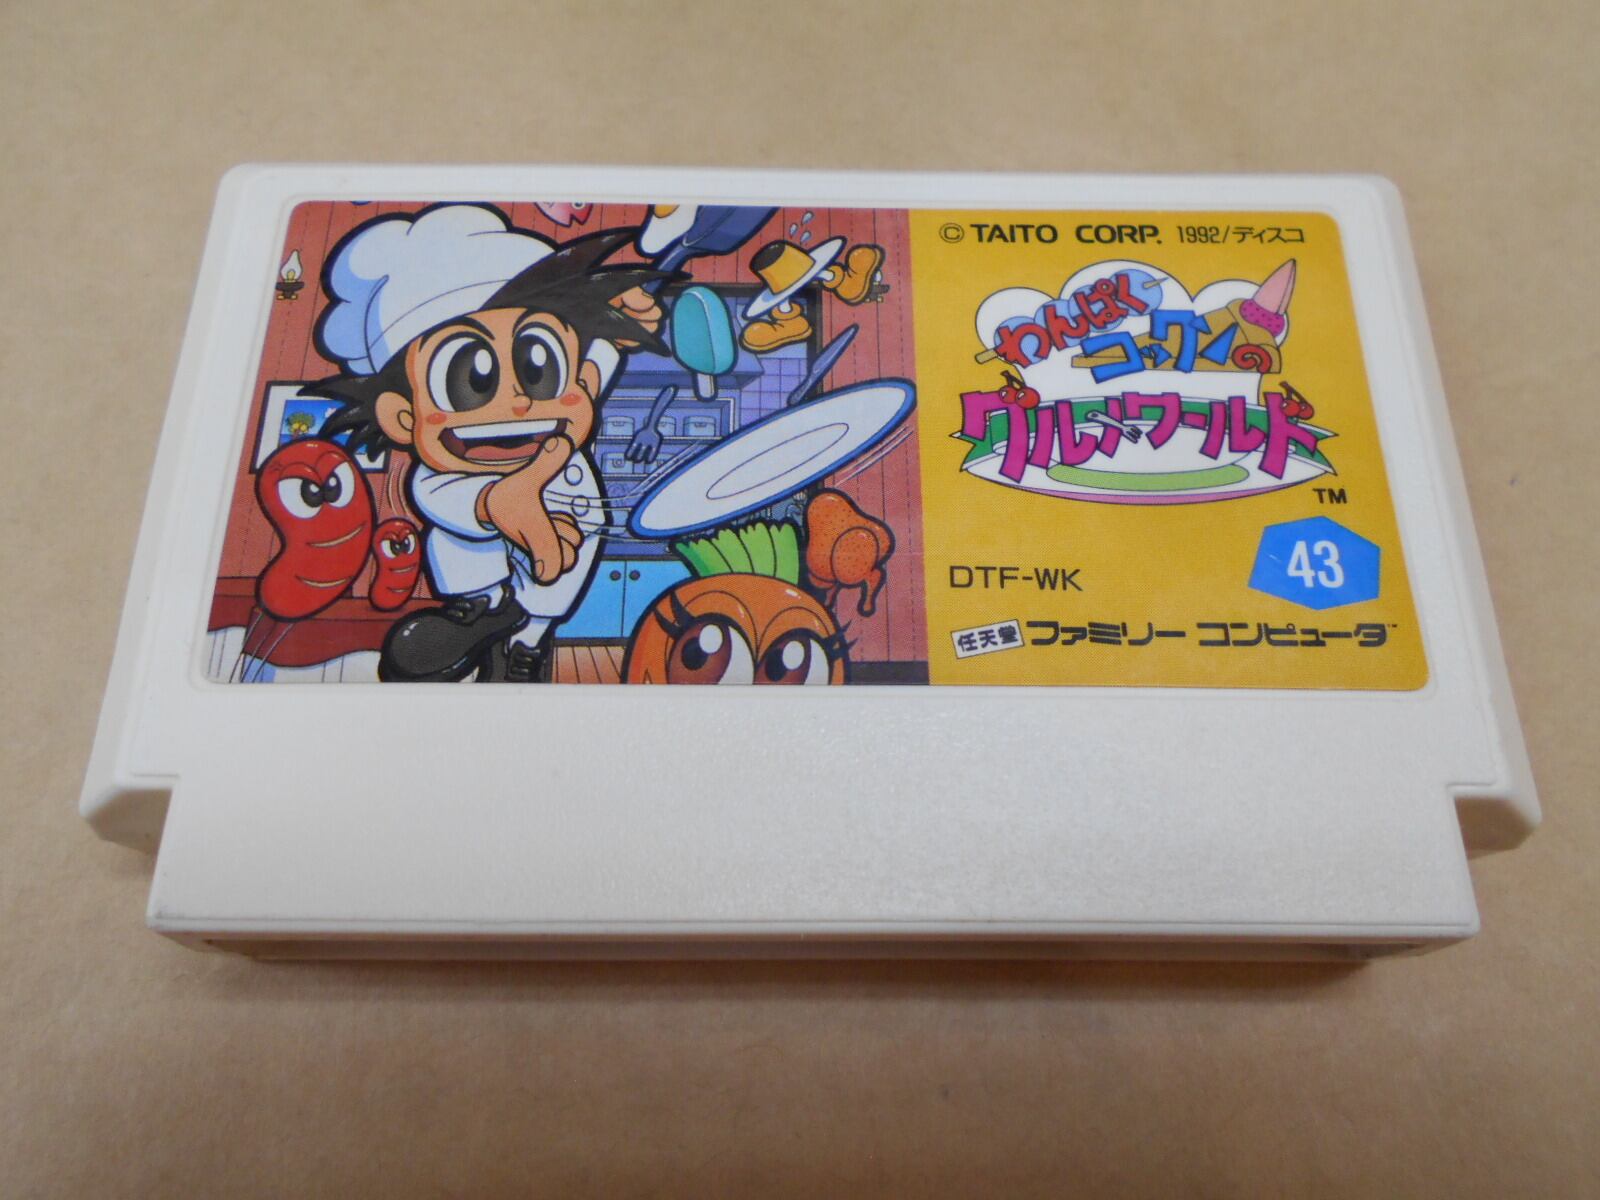 © TAITO CORP. 1992/ディスコ
わんぱく
コックンの
グルメワールド
TM
43
DTF-WK
任天堂 ファミリー コンピュータ™